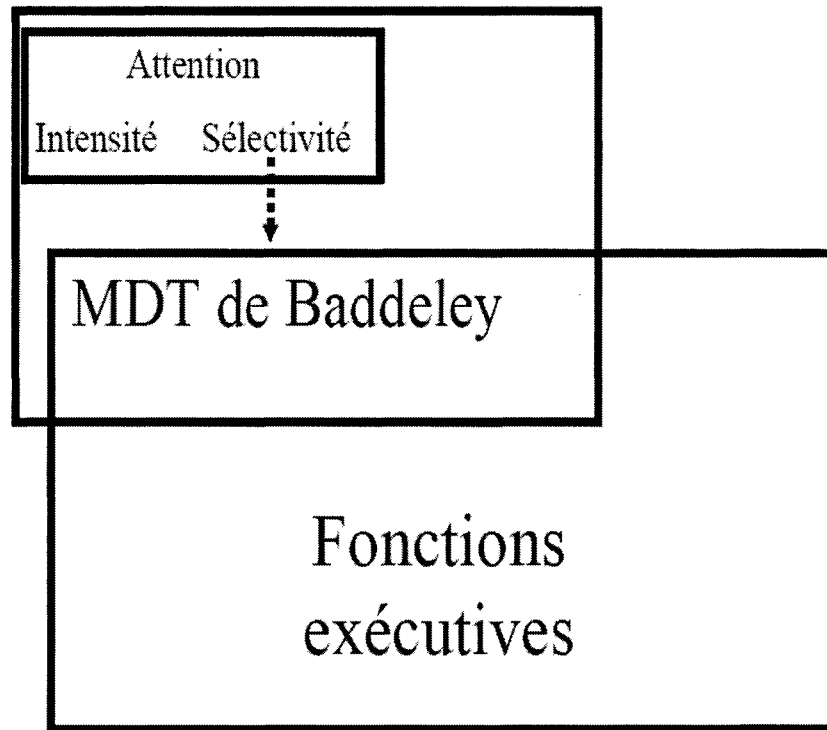 Attention
Intensité Sélectivité
MDT de Baddeley
Fonctions
exécutives